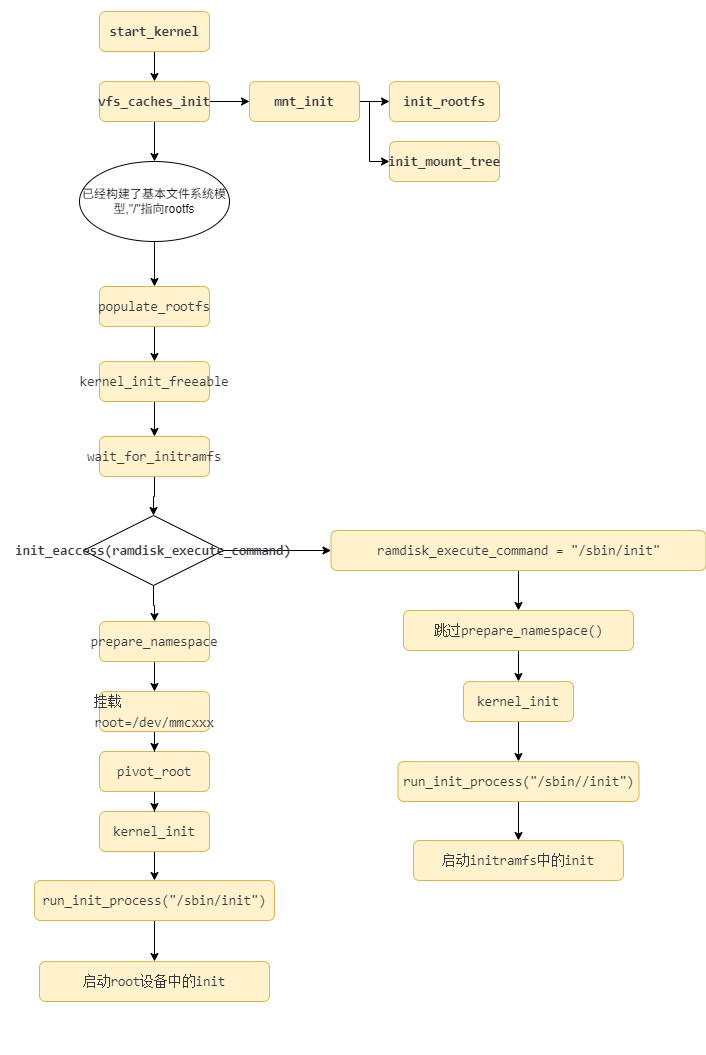 start_kernel
vfs_caches_init
mnt_init
init_rootfs
init_mount_tree
已经构建了基本文件系统模
型,"/"指向rootfs
populate_rootfs
kernel_init_freeable
wait_for_initramfs
init_eaccess(ramdisk_execute_command)
ramdisk_execute_command = "/sbin/init"
prepare_namespace
跳过prepare_namespace()
挂载
root=/dev/mmcxxx
kernel_init
pivot_root
run_init_process("/sbin//init")
kernel_init
启动initramfs中的init
run_init_process("/sbin/init")
启动root设备中的init